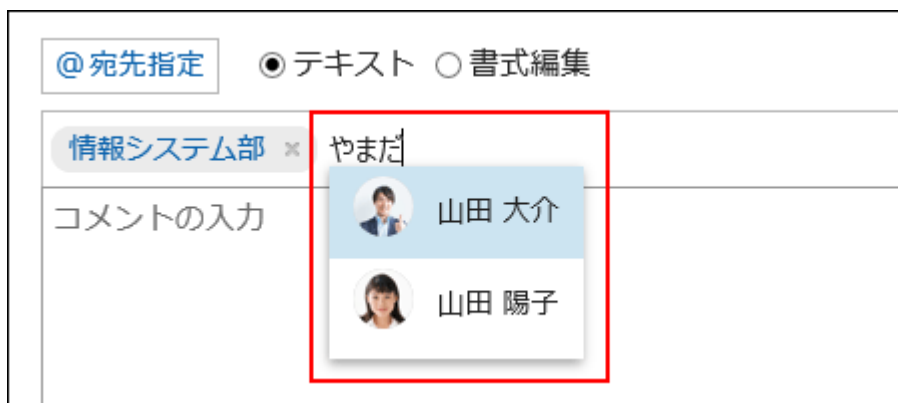 @宛先指定 テキスト 書式編集
情報システム部 × やまだ
コメントの入力 山田 大介
山田 陽子